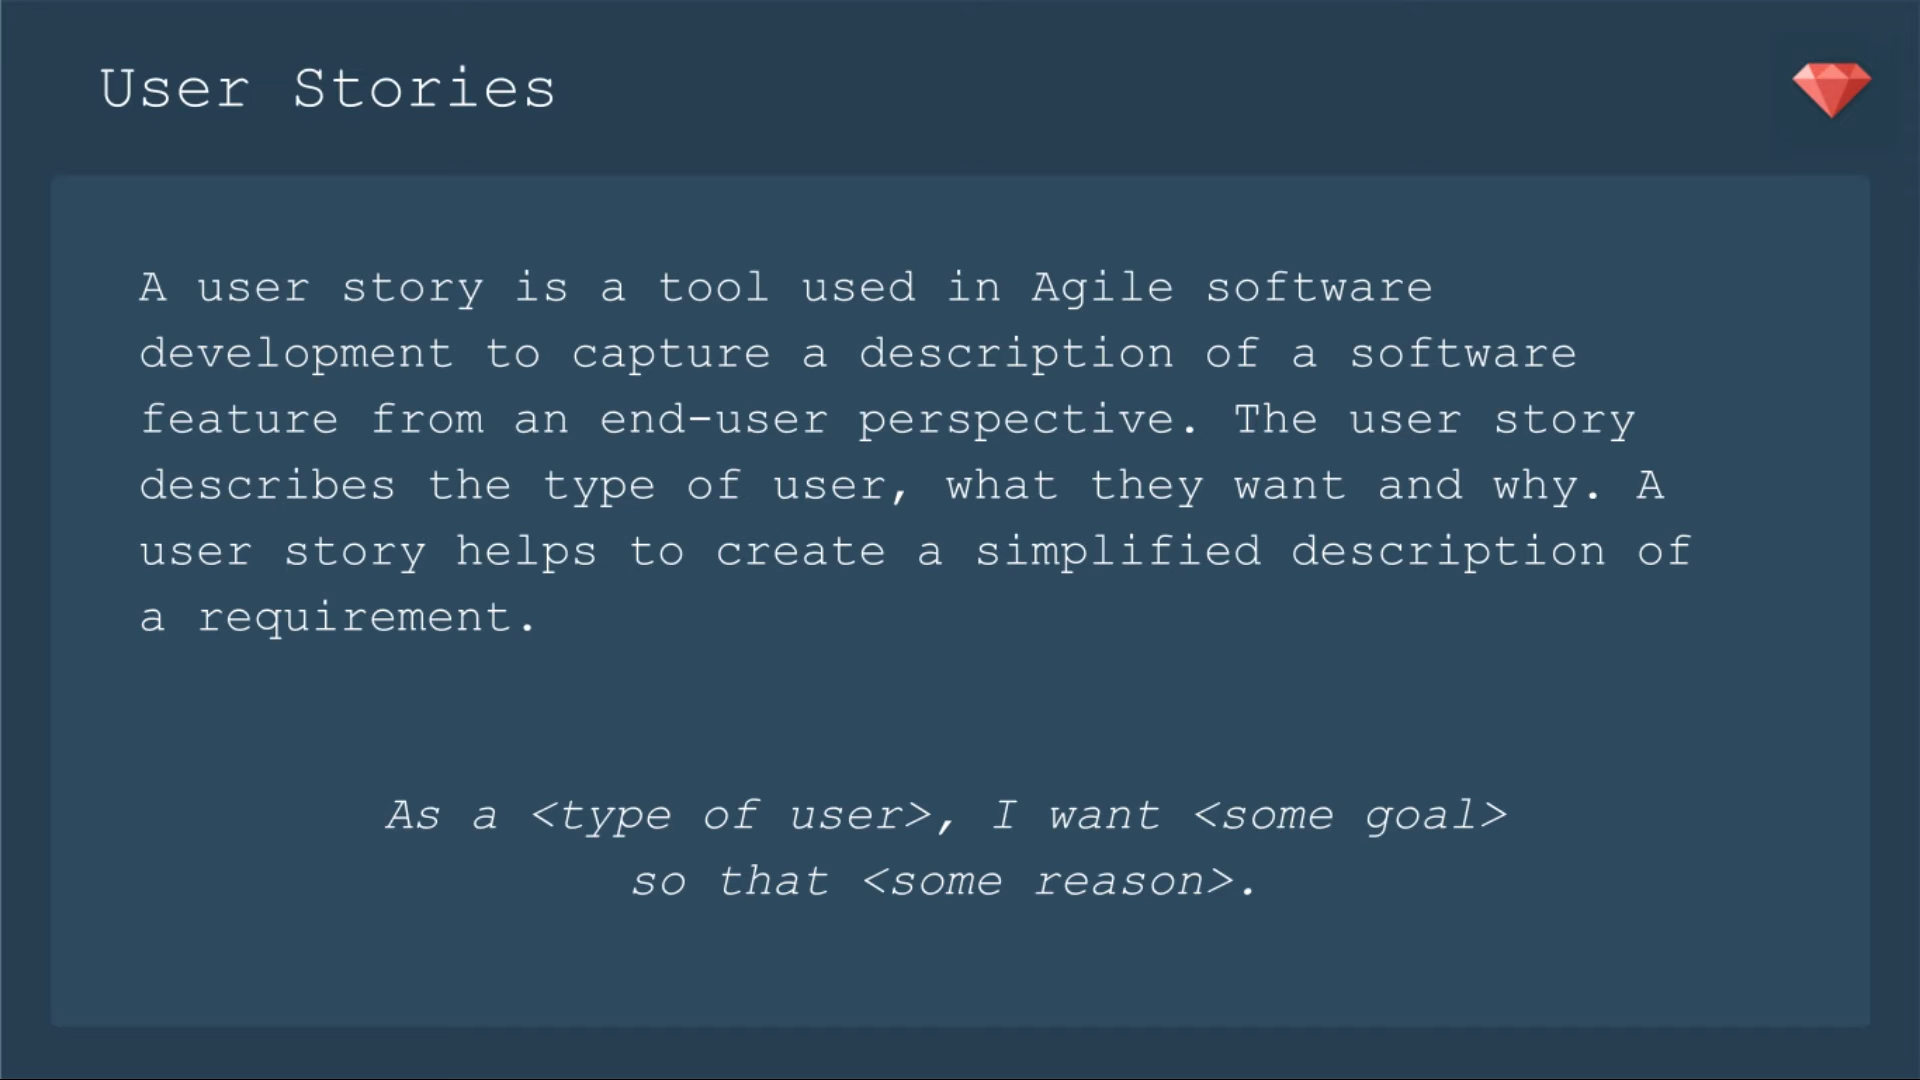 User Stories
A user story is a tool used in Agile software
development to capture a description of a software
feature from an end-user perspective. The user story
describes the type of user, what they want and why. A
user story helps to create a simplified description of
a requirement.
As a <type of user>, I want <some goal>
so that <some reason>.